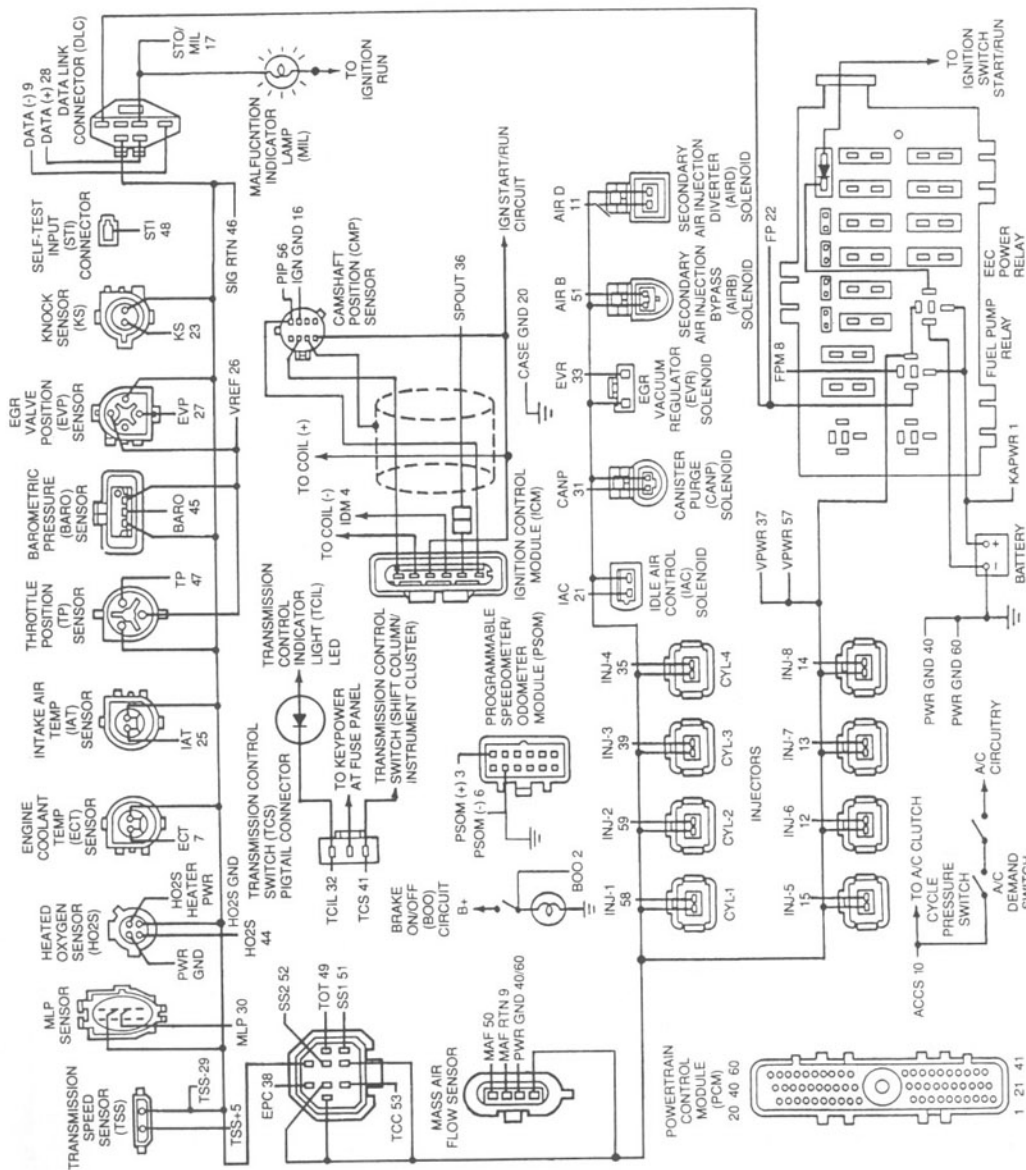 TRANSMISSION
SPEED
SENSOR
(TSS)
TSS-29
TSS+5
MLP
SENSOR
MLP 30
HEATED
OXYGEN
SENSOR
(HO2S)
PWR
GND
HO2S
HEATER
PWR
HO2S GND
HO2S
44
ENGINE
COOLANT
TEMP
(ECT)
SENSOR
ECT
7
INTAKE AIR
TEMP
(IAT)
SENSOR
IAT
25
THROTTLE
POSITION
(TP)
SENSOR
TP
47
BAROMETRIC
PRESSURE
(BARO)
SENSOR
BARO
45
EGR
VALVE
POSITION
(EVP)
SENSOR
EVP
27
VREF 26
KNOCK
SENSOR
(KS)
KS
23
SELF-TEST
INPUT
(STI)
CONNECTOR
STI
48
SIG RTN 46
DATA (-) 9
DATA (+) 28
DATA LINK
CONNECTOR (DLC)
STO/
MIL
17
MALFUCNTION
INDICATOR
LAMP
(MIL)
TO
IGNITION
RUN
EPC 38
SS2 52
TOT 49
SS1 51
TCC 53
TRANSMISSION CONTROL
SWITCH (TCS)
PIGTAIL CONNECTOR
TCIL 32
TCS 41
TRANSMISSION
CONTROL
INDICATOR
LIGHT (TCIL)
LED
TO KEYPOWER
AT FUSE PANEL
TRANSMISSION CONTROL
SWITCH (SHIFT COLUMN/
INSTRUMENT CLUSTER)
TO COIL (-)
IDM 4
TO COIL (+)
IGNITION CONTROL
MODULE (ICM)
PIP 56
IGN GND 16
CAMSHAFT
POSITION (CMP)
SENSOR
SPOUT 36
CASE GND 20
IGN START/RUN
CIRCUIT
MASS AIR
FLOW SENSOR
MAF 50
MAF RTN 9
PWR GND 40/60
BRAKE
ON/OFF
(BOO)
CIRCUIT
B+
BOO 2
PSOM (+) 3
PSOM (-) 6
PROGRAMMABLE
SPEEDOMETER/
ODOMETER
MODULE (PSOM)
IAC
21
IDLE AIR
CONTROL
(IAC)
SOLENOID
CANP
31
CANISTER
PURGE
(CANP)
SOLENOID
EVR
33
EGR
VACUUM
REGULATOR
(EVR)
SOLENOID
AIR B
51
SECONDARY
AIR INJECTION
BYPASS
(AIRB)
SOLENOID
AIR D
11
SECONDARY
AIR INJECTION
DIVERTER
(AIRD)
SOLENOID
INJ-1
58
CYL-1
INJ-2
59
CYL-2
INJ-3
39
CYL-3
INJ-4
35
CYL-4
INJECTORS
INJ-5
15
INJ-6
12
INJ-7
13
INJ-8
14
VPWR 37
VPWR 57
FP 22
FPM 8
FUEL PUMP
RELAY
EEC
POWER
RELAY
TO
IGNITION
SWITCH
START/RUN
POWERTRAIN
CONTROL
MODULE
(PCM)
20 40 60
1 21 41
ACCS 10
TO A/C CLUTCH
CYCLE
PRESSURE
SWITCH
A/C
DEMAND
SWITCH
A/C
CIRCUITRY
PWR GND 40
PWR GND 60
BATTERY
- +
KAPWR 1